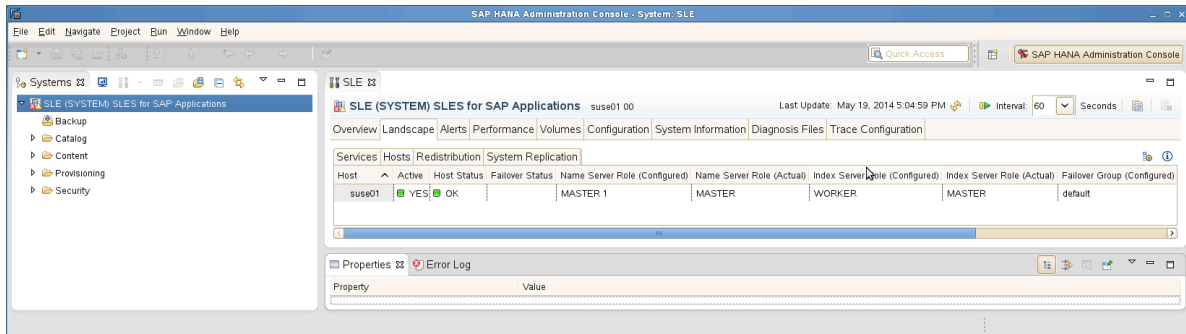 SAP HANA Administration Console - System: SLE
File Edit Navigate Project Run Window Help
Quick Access
SAP HANA Administration Console
Systems
SLE
SLE (SYSTEM) SLES for SAP Applications
Backup
Catalog
Content
Provisioning
Security
SLE (SYSTEM) SLES for SAP Applications suse01 00
Last Update: May 19, 2014 5:04:59 PM
Interval: 60 Seconds
Overview Landscape Alerts Performance Volumes Configuration System Information Diagnosis Files Trace Configuration
Services Hosts Redistribution System Replication
Host Active Host Status Failover Status Name Server Role (Configured) Name Server Role (Actual) Index Server Role (Configured) Index Server Role (Actual) Failover Group (Configured)
suse01 YES OK MASTER 1 MASTER WORKER MASTER default
Properties Error Log
Property Value